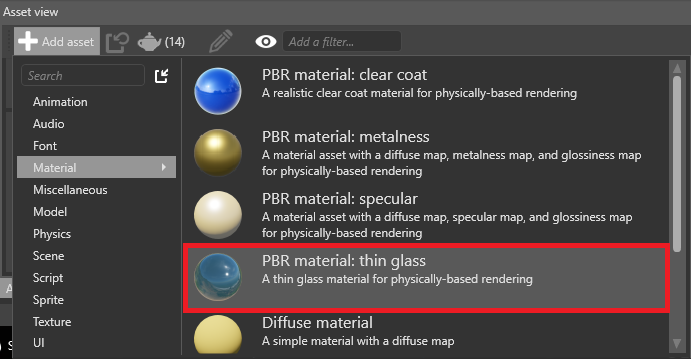 Asset view
Add asset
(14)
Add a filter...
Search
Animation
Audio
Font
Material
Miscellaneous
Model
Physics
Scene
Script
Sprite
Texture
UI
PBR material: clear coat
A realistic clear coat material for physically-based rendering
PBR material: metalness
A material asset with a diffuse map, metalness map, and glossiness map
for physically-based rendering
PBR material: specular
A material asset with a diffuse map, specular map, and glossiness map
for physically-based rendering
PBR material: thin glass
A thin glass material for physically-based rendering
Diffuse material
A simple material with a diffuse map